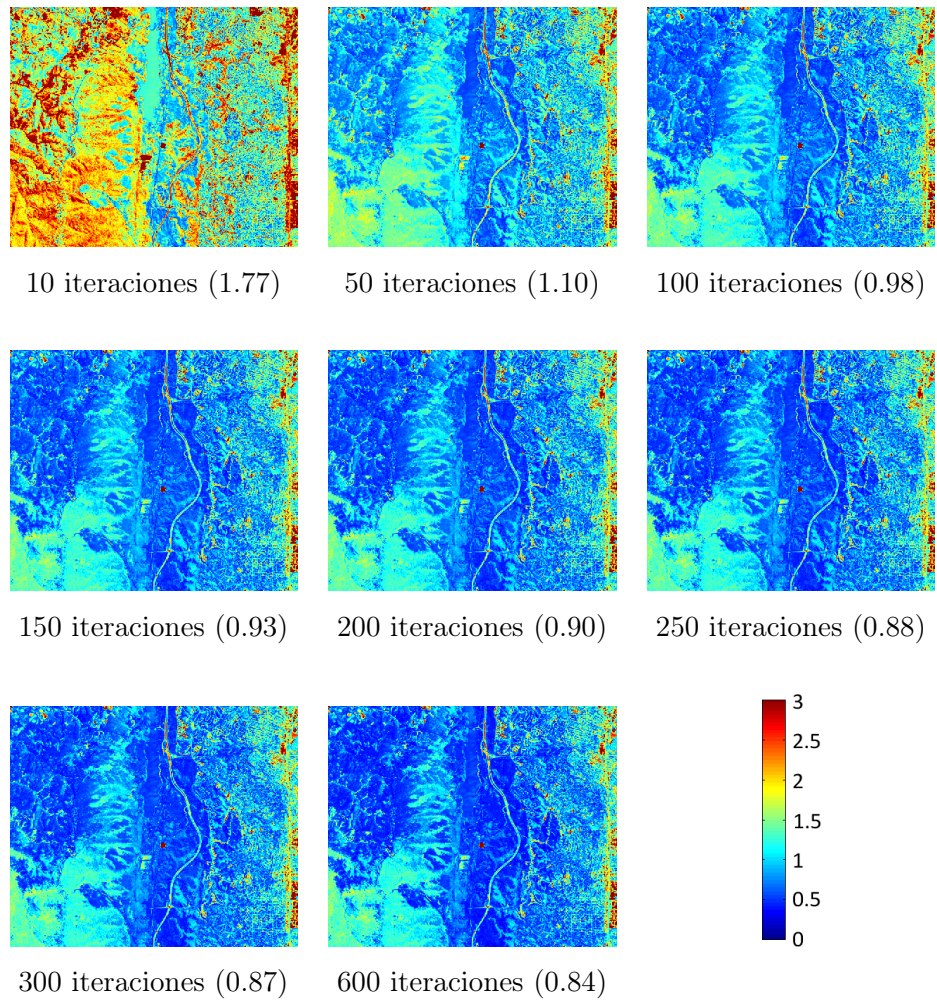 10 iteraciones (1.77)
50 iteraciones (1.10)
100 iteraciones (0.98)
150 iteraciones (0.93)
200 iteraciones (0.90)
250 iteraciones (0.88)
3
2.5
2
1.5
1
0.5
0
300 iteraciones (0.87)
600 iteraciones (0.84)